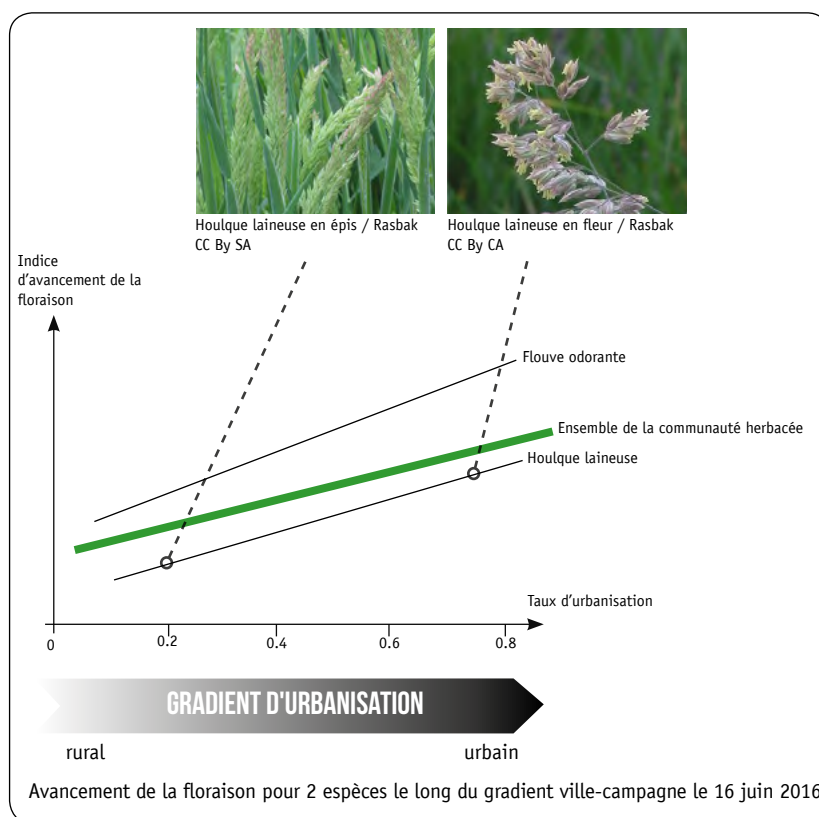 Houlque laineuse en épis / Rasbak
CC By SA
Houlque laineuse en fleur / Rasbak
CC By CA
Indice
d'avancement de la
floraison
Flouve odorante
Ensemble de la communauté herbacée
Houlque laineuse
Taux d'urbanisation
0
0.2
0.4
0.6
0.8
GRADIENT D'URBANISATION
rural
urbain
Avancement de la floraison pour 2 espèces le long du gradient ville-campagne le 16 juin 2016